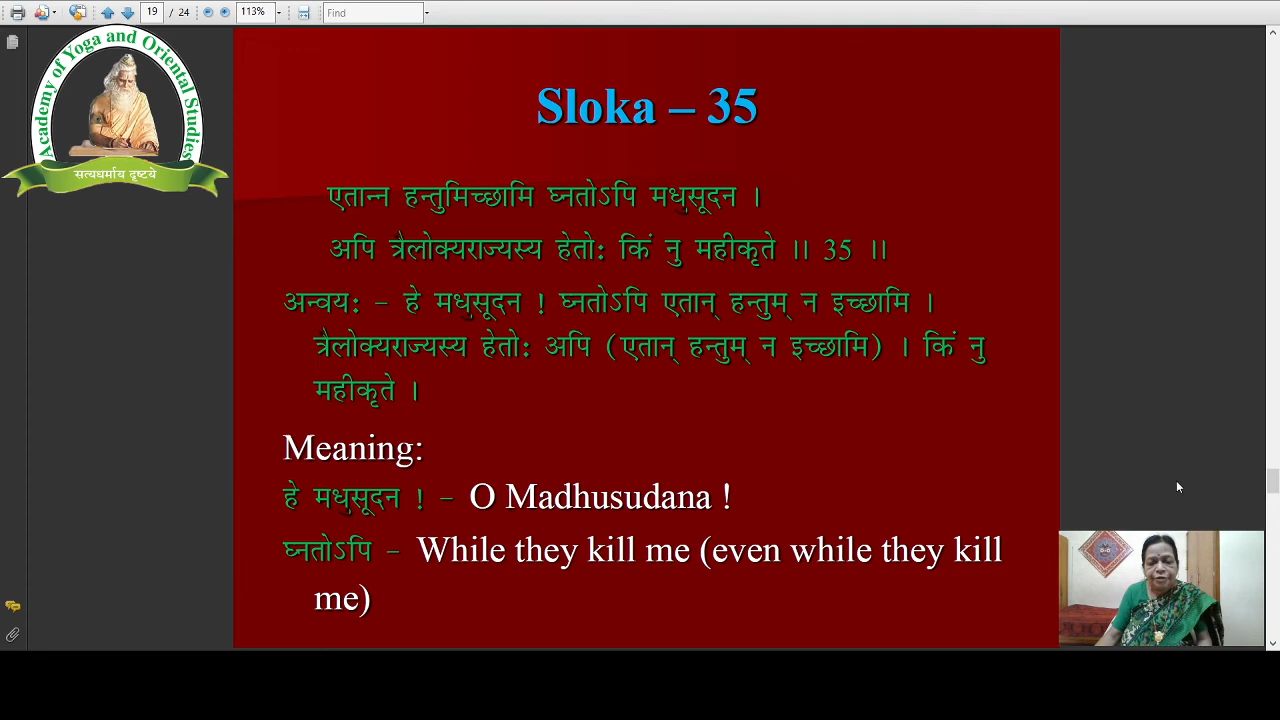 19 / 24
113%
Find
Academy of Yoga and Oriental Studies
सत्यधर्माय दृष्टये
Sloka – 35
एतान्न हन्तुमिच्छामि घ्नतोऽपि मधुसूदन ।
अपि त्रैलोक्यराज्यस्य हेतोः किं नु महीकृते ।। 35 ।।
अन्वयः - हे मधुसूदन ! घ्नतोऽपि एतान् हन्तुम् न इच्छामि ।
त्रैलोक्यराज्यस्य हेतोः अपि (एतान् हन्तुम् न इच्छामि) । किं नु
महीकृते ।
Meaning:
हे मधुसूदन ! - O Madhusudana !
घ्नतोऽपि - While they kill me (even while they kill
me)